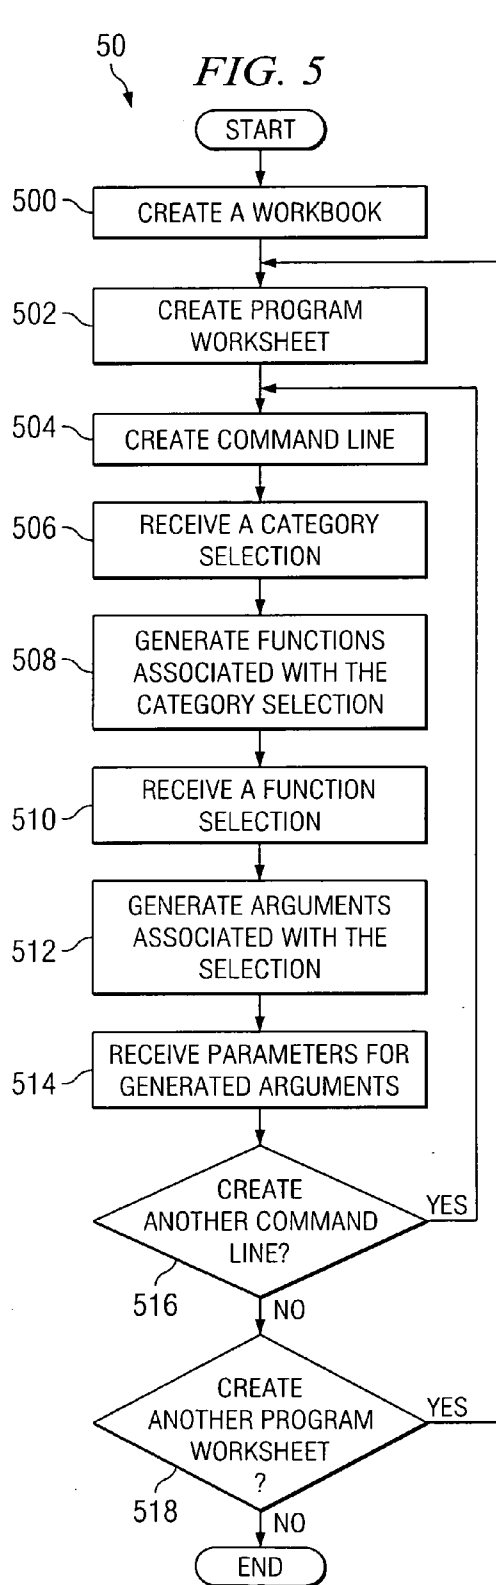 50
FIG. 5
START
500
CREATE A WORKBOOK
502
CREATE PROGRAM
WORKSHEET
504
CREATE COMMAND LINE
506
RECEIVE A CATEGORY
SELECTION
508
GENERATE FUNCTIONS
ASSOCIATED WITH THE
CATEGORY SELECTION
510
RECEIVE A FUNCTION
SELECTION
512
GENERATE ARGUMENTS
ASSOCIATED WITH THE
SELECTION
514
RECEIVE PARAMETERS FOR
GENERATED ARGUMENTS
CREATE
ANOTHER COMMAND
LINE?
YES
516
NO
CREATE
ANOTHER PROGRAM
WORKSHEET
?
YES
518
NO
END